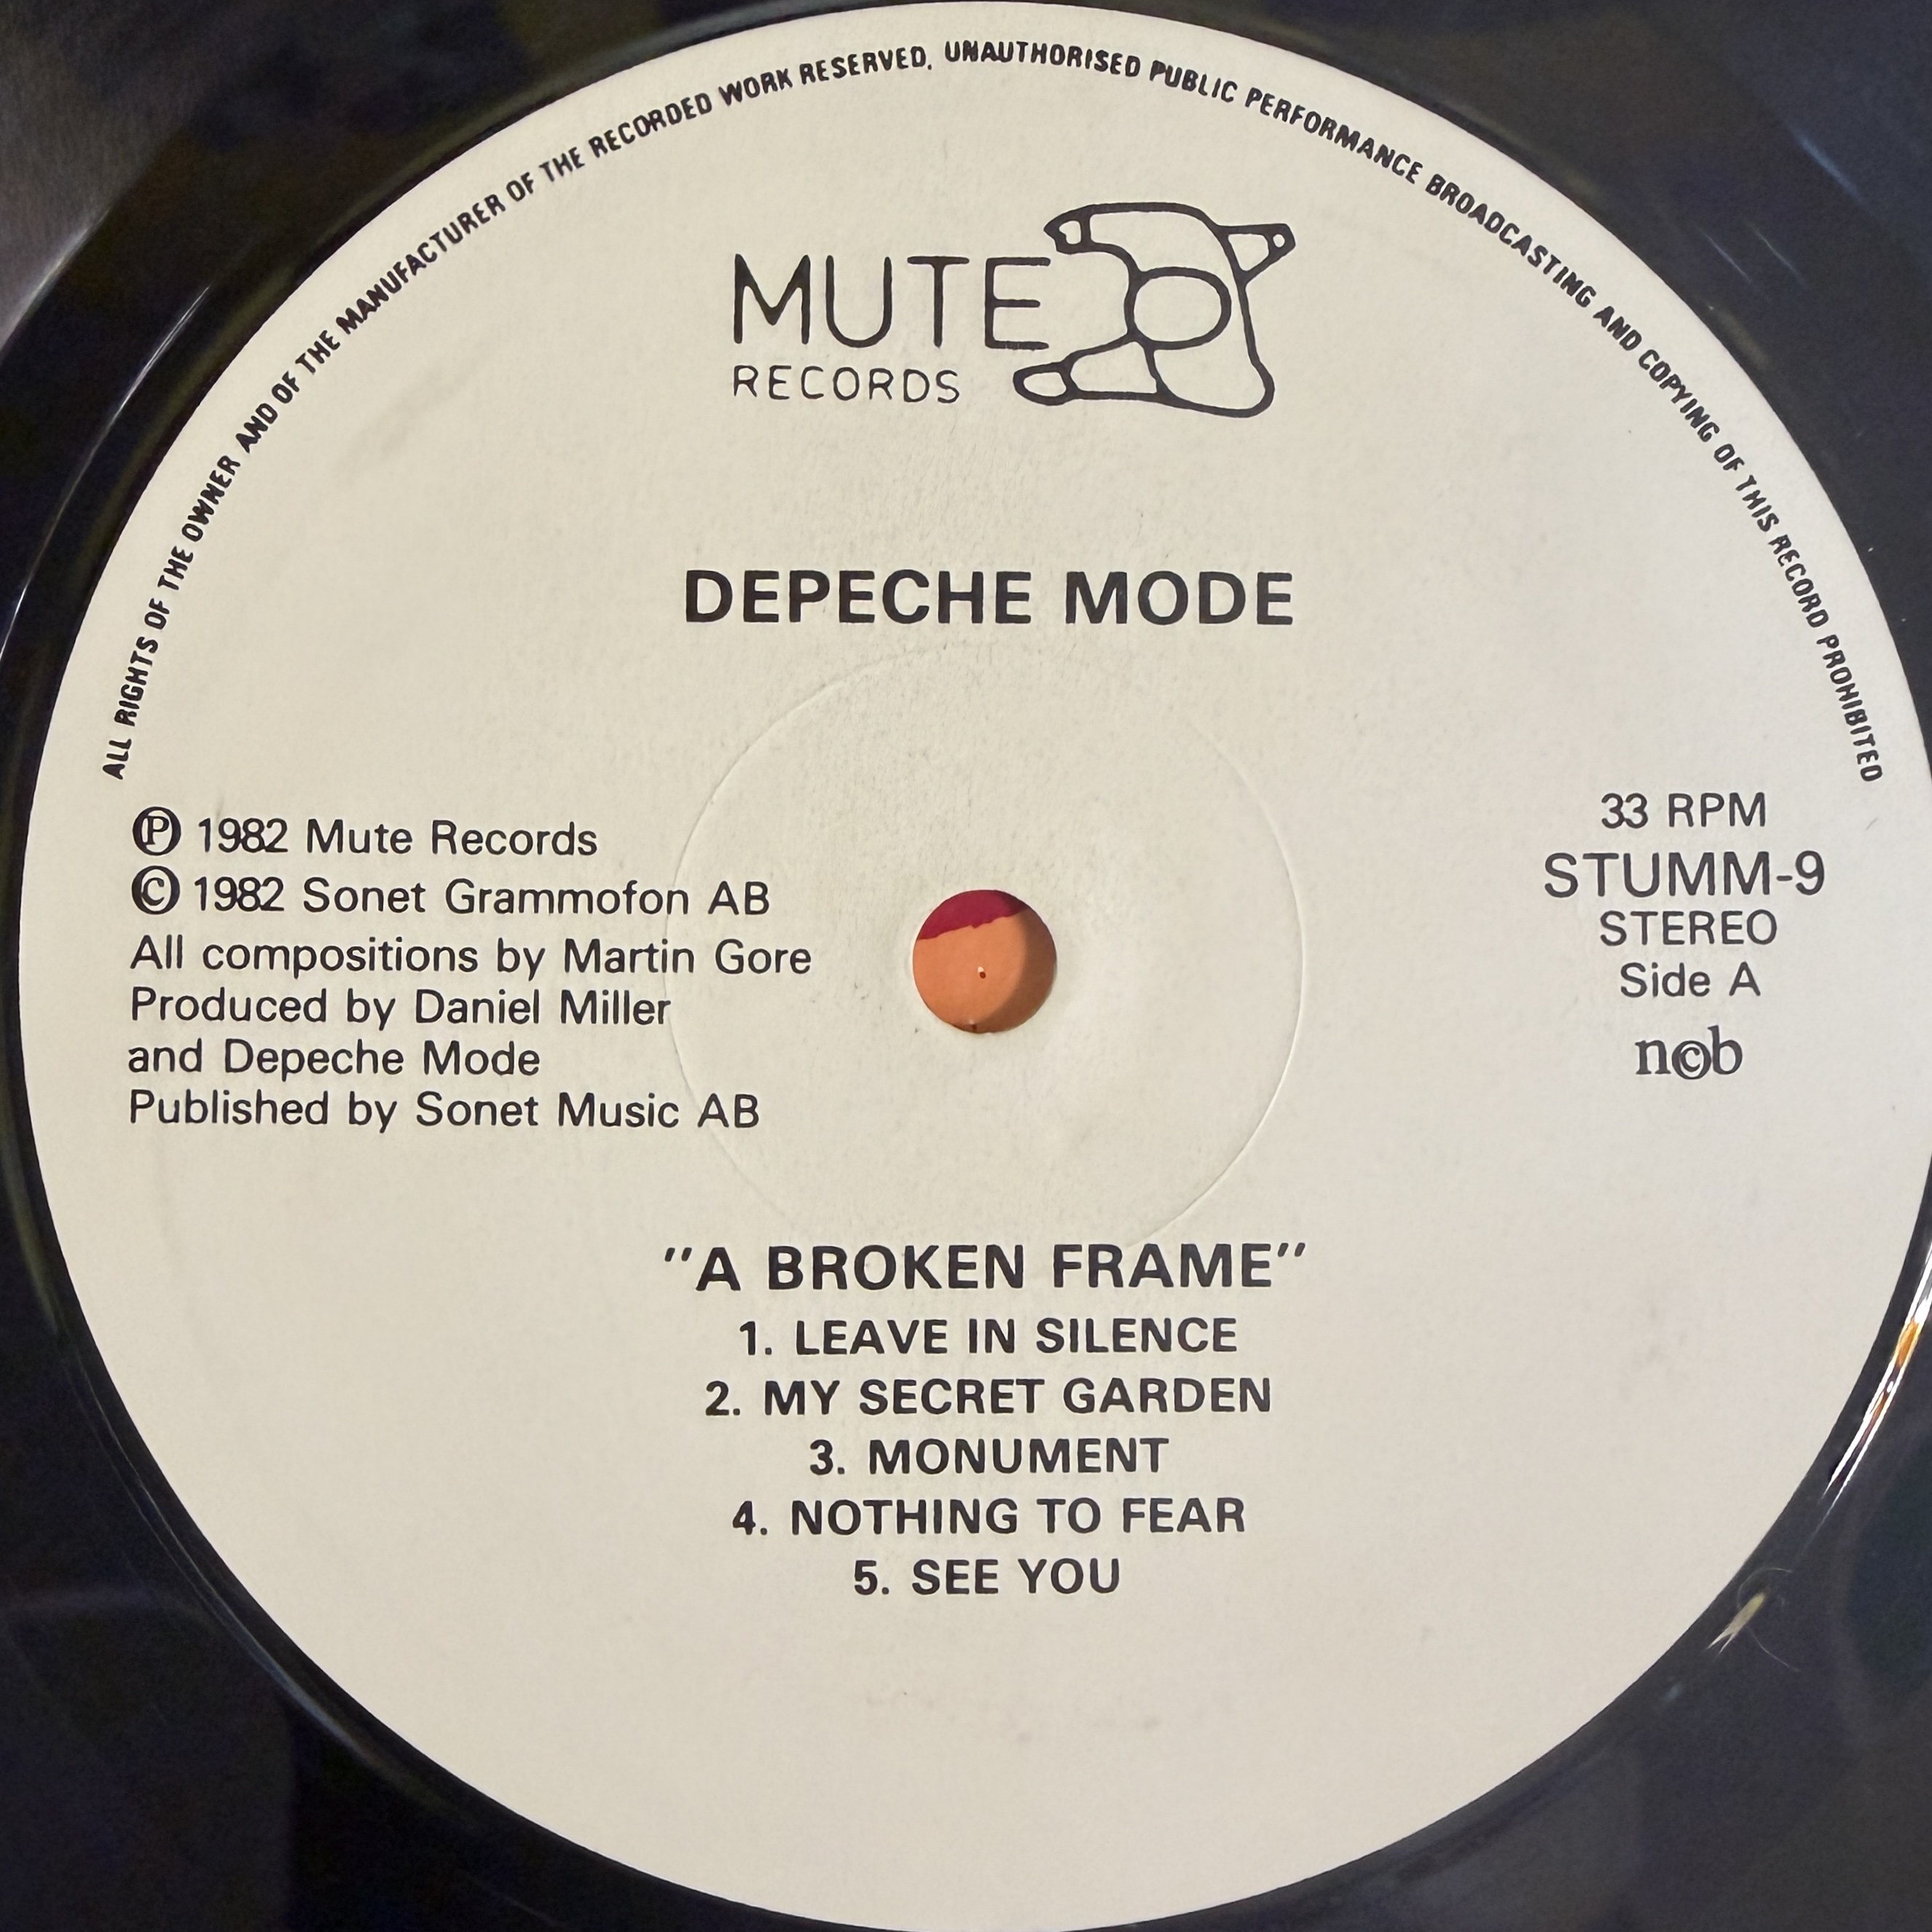 ALL RIGHTS OF THE OWNER AND OF THE MANUFACTURER OF THE RECORDED WORK RESERVED. UNAUTHORISED PUBLIC PERFORMANCE BROADCASTING AND COPYING OF THIS RECORD PROHIBITED
MUTE
RECORDS
DEPECHE MODE
℗ 1982 Mute Records
© 1982 Sonet Grammofon AB
All compositions by Martin Gore
Produced by Daniel Miller
and Depeche Mode
Published by Sonet Music AB
33 RPM
STUMM-9
STEREO
Side A
n©b
"A BROKEN FRAME"
1. LEAVE IN SILENCE
2. MY SECRET GARDEN
3. MONUMENT
4. NOTHING TO FEAR
5. SEE YOU